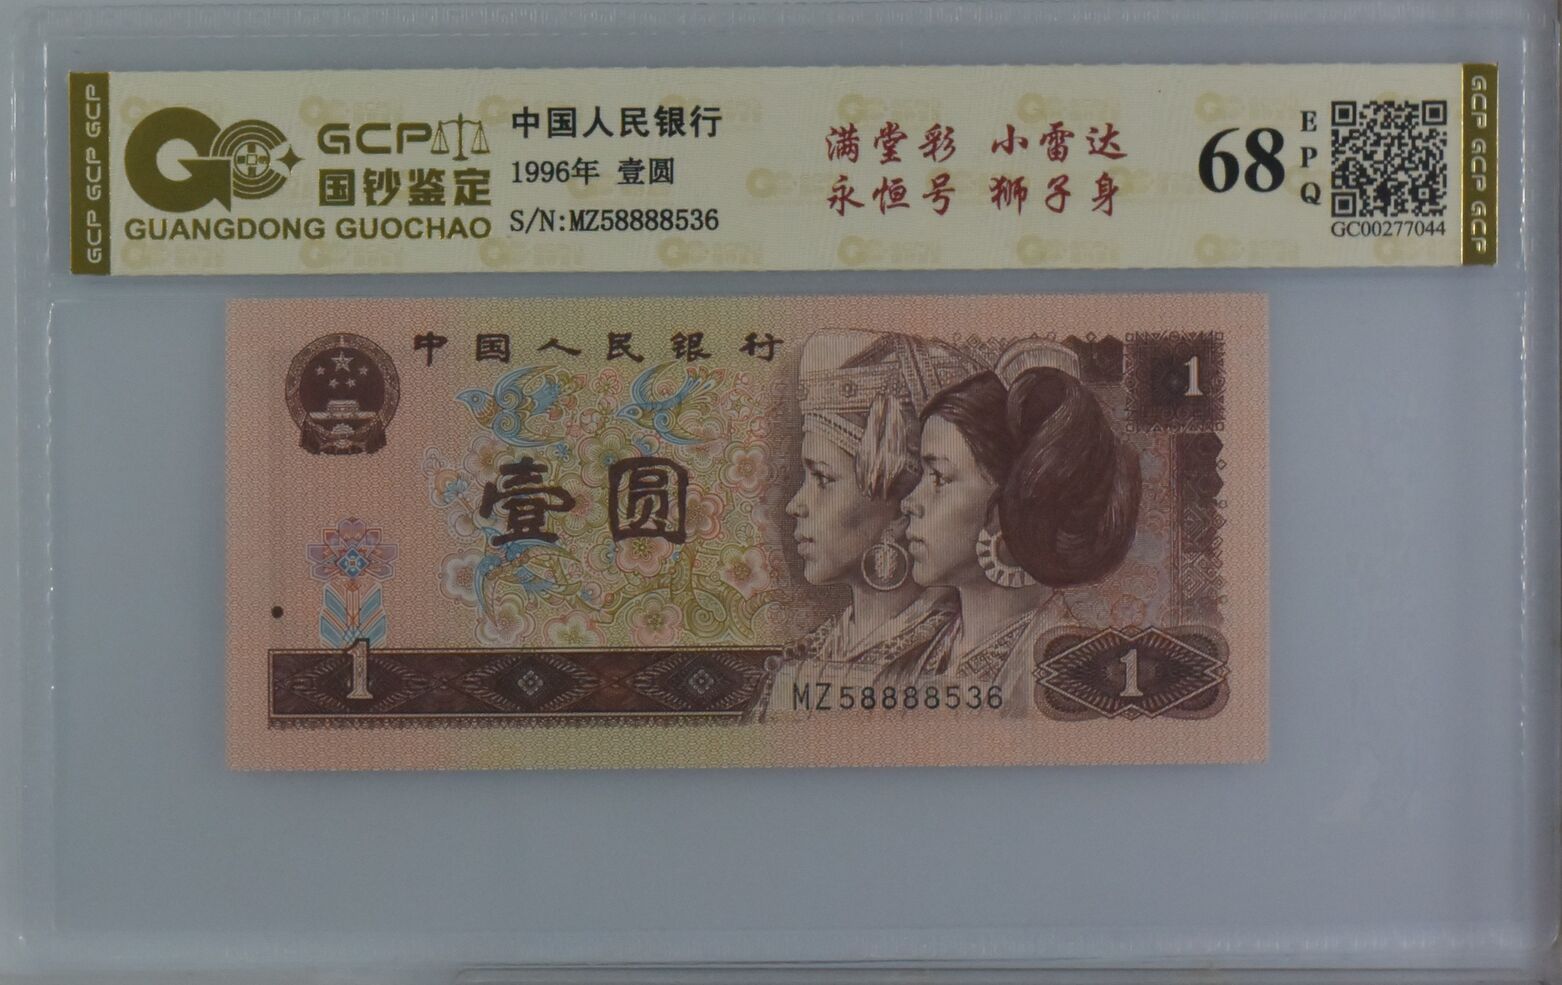 GCP GCP GCP
GCP
国钞鉴定
GUANGDONG GUOCHAO
中国人民银行
1996年 壹圆
S/N:MZ58888536
满堂彩 小雷达
永恒号 狮子身
68
EPQ
GC00277044
GCP GCP GCP
中国人民银行
1
壹圆
1
1
MZ58888536